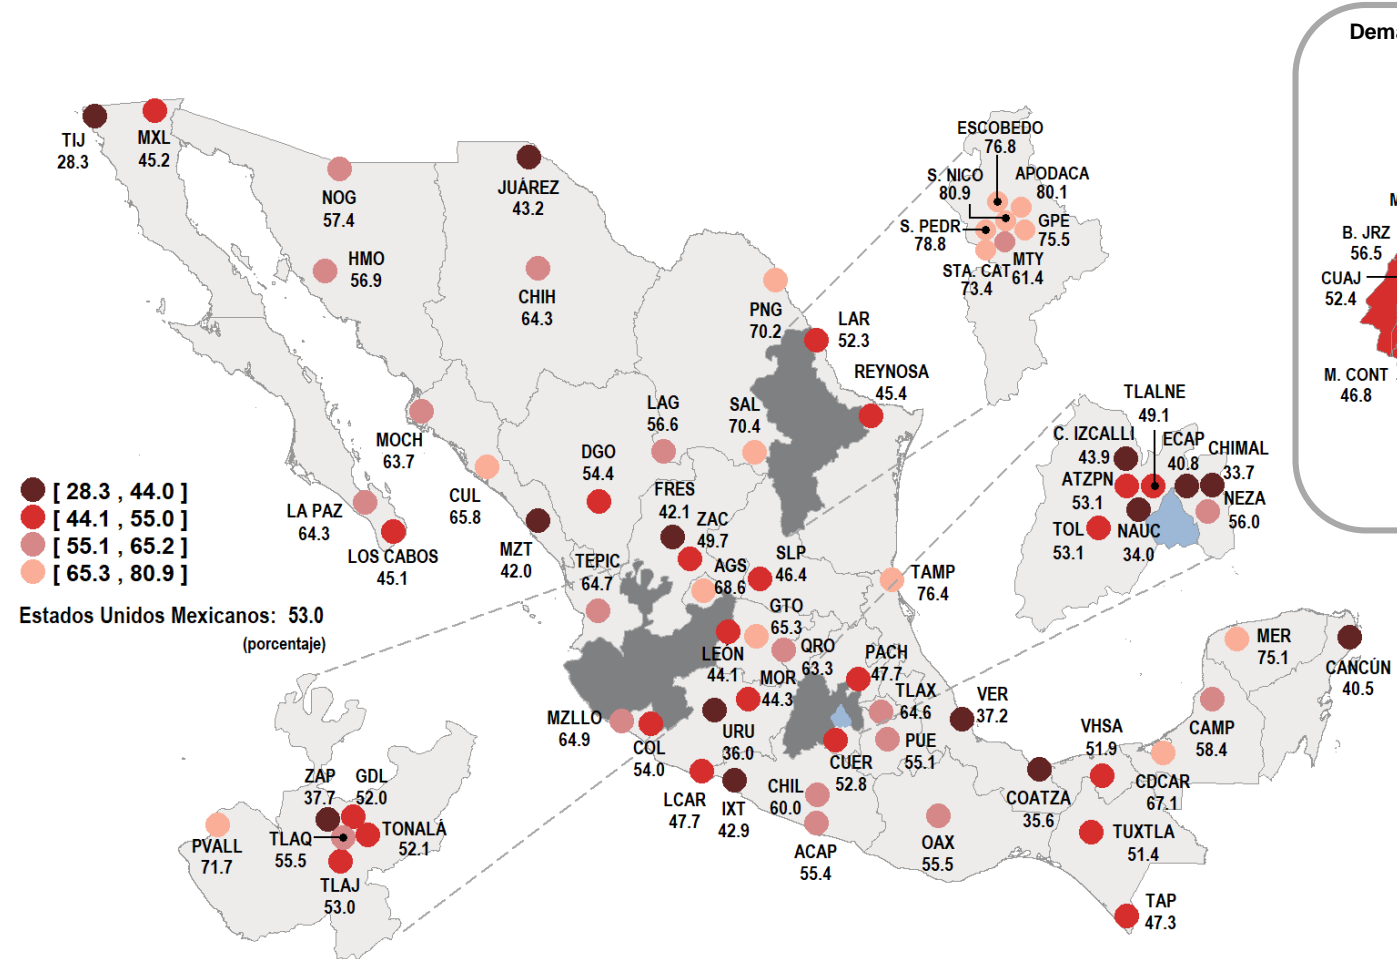 Dema
ESCOBEDO
76.8
S. NICO
80.9
APODACA
80.1
S. PEDR
78.8
GPE
75.5
MTY
61.4
STA. CAT
73.4
TIJ
28.3
MXL
45.2
NOG
57.4
HMO
56.9
JUÁREZ
43.2
CHIH
64.3
PNG
70.2
LAR
52.3
REYNOSA
45.4
M
B. JRZ
56.5
CUAJ
52.4
M. CONT
46.8
MOCH
63.7
LAG
56.6
SAL
70.4
DGO
54.4
CUL
65.8
FRES
42.1
ZAC
49.7
LA PAZ
64.3
LOS CABOS
45.1
MZT
42.0
TEPIC
64.7
AGS
68.6
SLP
46.4
TAMP
76.4
TLALNE
49.1
C. IZCALLI
43.9
ECAP
40.8
CHIMAL
33.7
ATZPN
53.1
NEZA
56.0
TOL
53.1
NAUC
34.0
[ 28.3 , 44.0 ]
[ 44.1 , 55.0 ]
[ 55.1 , 65.2 ]
[ 65.3 , 80.9 ]
Estados Unidos Mexicanos: 53.0
(porcentaje)
GTO
65.3
LEÓN
44.1
QRO
63.3
PACH
47.7
MOR
44.3
TLAX
64.6
VER
37.2
MER
75.1
CANCÚN
40.5
MZLLO
64.9
COL
54.0
URU
36.0
CUER
52.8
PUE
55.1
VHSA
51.9
CAMP
58.4
CDCAR
67.1
LCAR
47.7
IXT
42.9
CHIL
60.0
ACAP
55.4
OAX
55.5
COATZA
35.6
TUXTLA
51.4
TAP
47.3
ZAP
37.7
GDL
52.0
TLAQ
55.5
TONALÁ
52.1
PVALL
71.7
TLAJ
53.0